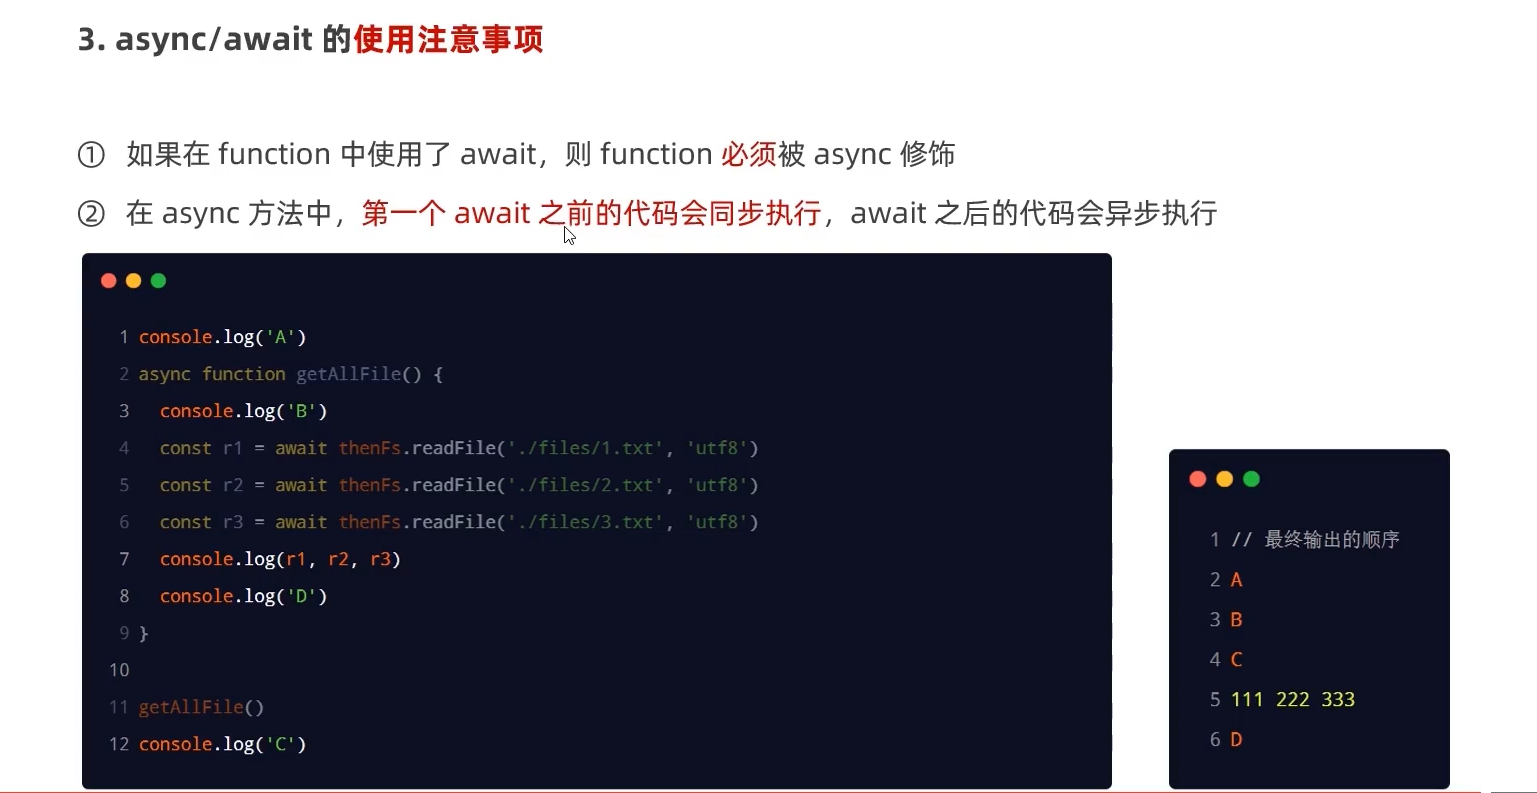 3. async/await 的使用注意事项
① 如果在 function 中使用了 await，则 function 必须被 async 修饰
② 在 async 方法中，第一个 await 之前的代码会同步执行，await 之后的代码会异步执行
1 console.log('A')
2 async function getAllFile() {
3   console.log('B')
4   const r1 = await thenFs.readFile('./files/1.txt', 'utf8')
5   const r2 = await thenFs.readFile('./files/2.txt', 'utf8')
6   const r3 = await thenFs.readFile('./files/3.txt', 'utf8')
7   console.log(r1, r2, r3)
8   console.log('D')
9 }
10
11 getAllFile()
12 console.log('C')
1 // 最终输出的顺序
2 A
3 B
4 C
5 111 222 333
6 D